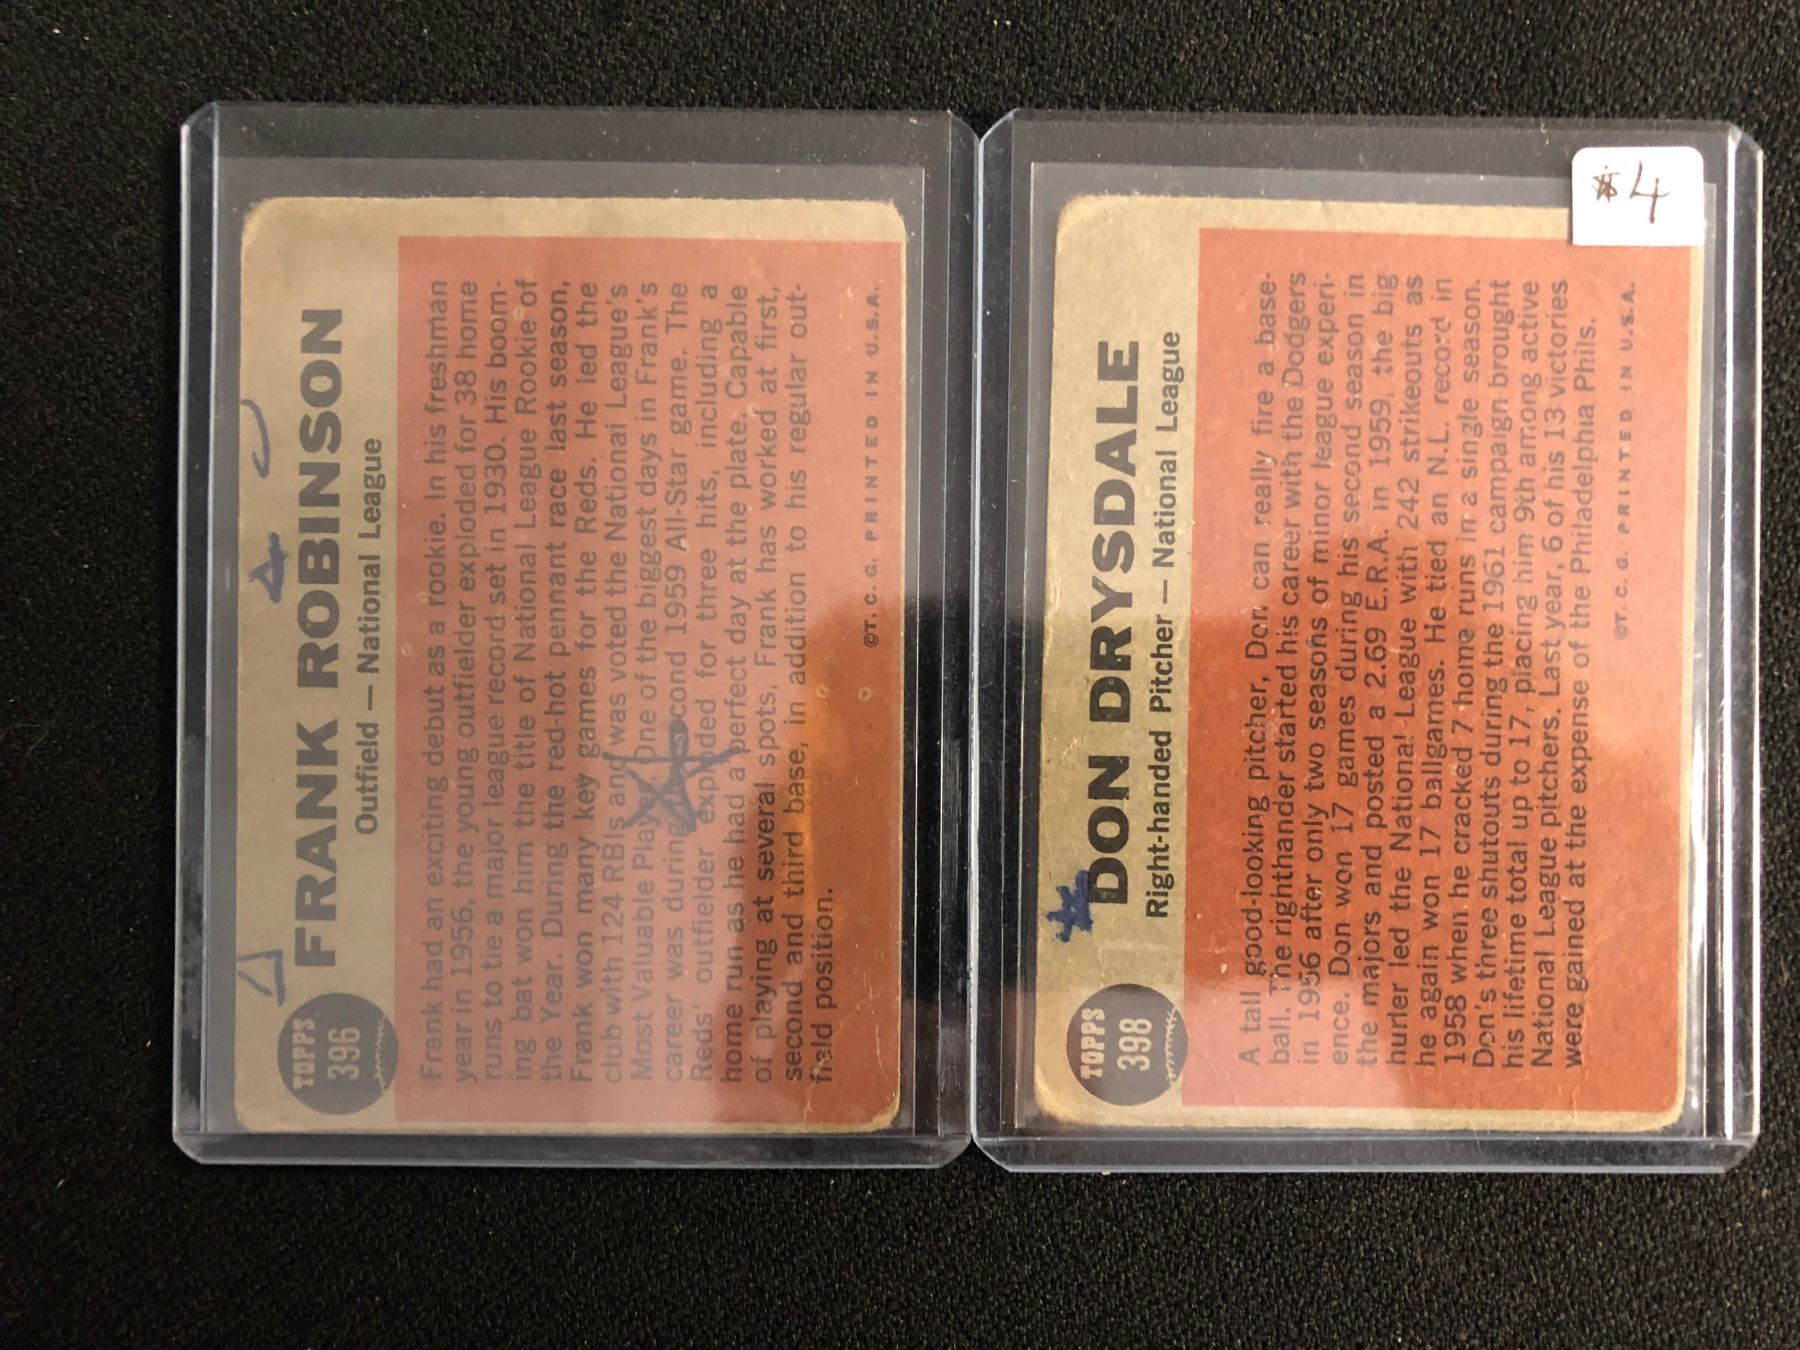 TOPPS
396
FRANK ROBINSON
Outfield — National League
Frank had an exciting debut as a rookie. In his freshman
year in 1956, the young outfielder exploded for 38 home
runs to tie a major league record set in 1930. His boom-
ing bat won him the title of National League Rookie of
the Year. During the red-hot pennant race last season,
Frank won many key games for the Reds. He led the
club with 124 RBIs and was voted the National League's
Most Valuable Play One of the biggest days in Frank's
career was during cond 1959 All-Star game. The
Reds' outfielder exploded for three hits, including a
home run as he had a perfect day at the plate. Capable
of playing at several spots, Frank has worked at first,
second and third base, in addition to his regular out-
field position.
©T. C. G. PRINTED IN U.S.A.
$4
TOPPS
398
DON DRYSDALE
Right-handed Pitcher — National League
A tall good-looking pitcher, Don can really fire a base-
ball. The righthander started his career with the Dodgers
in 1956 after only two seasons of minor league experi-
ence. Don won 17 games during his second season in
the majors and posted a 2.69 E.R.A. In 1959, the big
hurler led the National League with 242 strikeouts as
he again won 17 ballgames. He tied an N.L. record in
1958 when he cracked 7 home runs in a single season.
Don's three shutouts during the 1961 campaign brought
his lifetime total up to 17, placing him 9th among active
National League pitchers. Last year, 6 of his 13 victories
were gained at the expense of the Philadelphia Phils.
©T. C. G. PRINTED IN U.S.A.